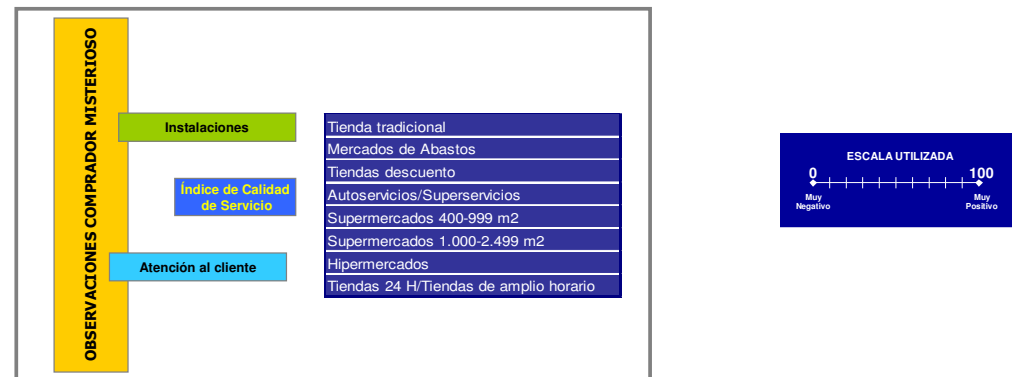 OBSERVACIONES COMPRADOR MISTERIOSO
Instalaciones
Índice de Calidad
de Servicio
Atención al cliente
Tienda tradicional
Mercados de Abastos
Tiendas descuento
Autoservicios/Superservicios
Supermercados 400-999 m2
Supermercados 1.000-2.499 m2
Hipermercados
Tiendas 24 H/Tiendas de amplio horario
ESCALA UTILIZADA
0 100
Muy Muy
Negativo Positivo